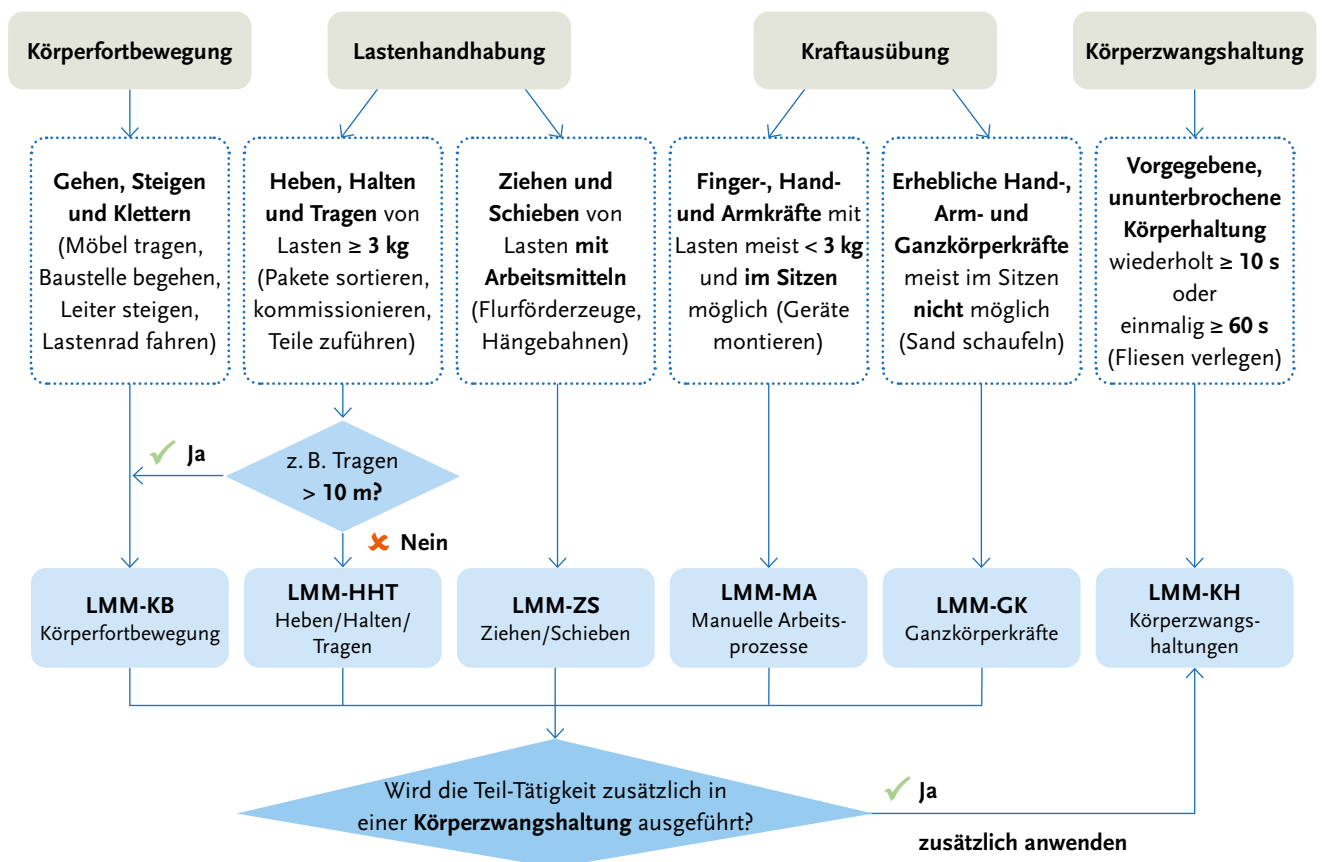 Körperfortbewegung
Lastenhandhabung
Kraftausübung
Körperzwangshaltung
Gehen, Steigen
und Klettern
(Möbel tragen,
Baustelle begehen,
Leiter steigen,
Lastenrad fahren)
Heben, Halten
und Tragen von
Lasten ≥ 3 kg
(Pakete sortieren,
kommissionieren,
Teile zuführen)
Ziehen und
Schieben von
Lasten mit
Arbeitsmitteln
(Flurförderzeuge,
Hängebahnen)
Finger-, Hand-
und Armkräfte mit
Lasten meist < 3 kg
und im Sitzen
möglich (Geräte
montieren)
Erhebliche Hand-,
Arm- und
Ganzkörperkräfte
meist im Sitzen
nicht möglich
(Sand schaufeln)
Vorgegebene,
ununterbrochene
Körperhaltung
wiederholt ≥ 10 s
oder
einmalig ≥ 60 s
(Fliesen verlegen)
Ja
z. B. Tragen
> 10 m?
Nein
LMM-KB
Körperfortbewegung
LMM-HHT
Heben/Halten/
Tragen
LMM-ZS
Ziehen/Schieben
LMM-MA
Manuelle Arbeits-
prozesse
LMM-GK
Ganzkörperkräfte
LMM-KH
Körperzwangs-
haltungen
Wird die Teil-Tätigkeit zusätzlich in
einer Körperzwangshaltung ausgeführt?
Ja
zusätzlich anwenden